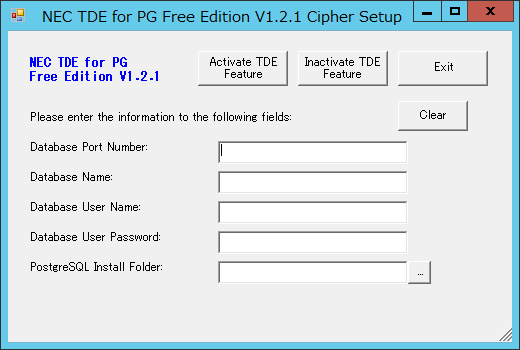 NEC TDE for PG Free Edition V1.2.1 Cipher Setup
NEC TDE for PG
Free Edition V1.2.1
Activate TDE
Feature
Inactivate TDE
Feature
Exit
Please enter the information to the following fields:
Clear
Database Port Number:
Database Name:
Database User Name:
Database User Password:
PostgreSQL Install Folder:
...